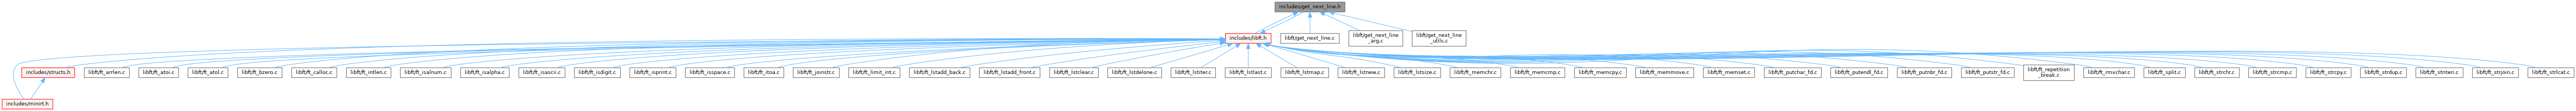 includes/get_next_line.h
includes/libft.h
libft/get_next_line.c
libft/get_next_line
_arg.c
libft/get_next_line
_utils.c
includes/structs.h
libft/ft_arrlen.c
libft/ft_atoi.c
libft/ft_atol.c
libft/ft_bzero.c
libft/ft_calloc.c
libft/ft_intlen.c
libft/ft_isalnum.c
libft/ft_isalpha.c
libft/ft_isascii.c
libft/ft_isdigit.c
libft/ft_isprint.c
libft/ft_isspace.c
libft/ft_itoa.c
libft/ft_joinstr.c
libft/ft_limit_int.c
libft/ft_lstadd_back.c
libft/ft_lstadd_front.c
libft/ft_lstclear.c
libft/ft_lstdelone.c
libft/ft_lstiter.c
libft/ft_lstlast.c
libft/ft_lstmap.c
libft/ft_lstnew.c
libft/ft_lstsize.c
libft/ft_memchr.c
libft/ft_memcmp.c
libft/ft_memcpy.c
libft/ft_memmove.c
libft/ft_memset.c
libft/ft_putchar_fd.c
libft/ft_putendl_fd.c
libft/ft_putnbr_fd.c
libft/ft_putstr_fd.c
libft/ft_repetition
_break.c
libft/ft_rmvchar.c
libft/ft_split.c
libft/ft_strchr.c
libft/ft_strcmp.c
libft/ft_strcpy.c
libft/ft_strdup.c
libft/ft_striteri.c
libft/ft_strjoin.c
libft/ft_strlcat.c
includes/minirt.h